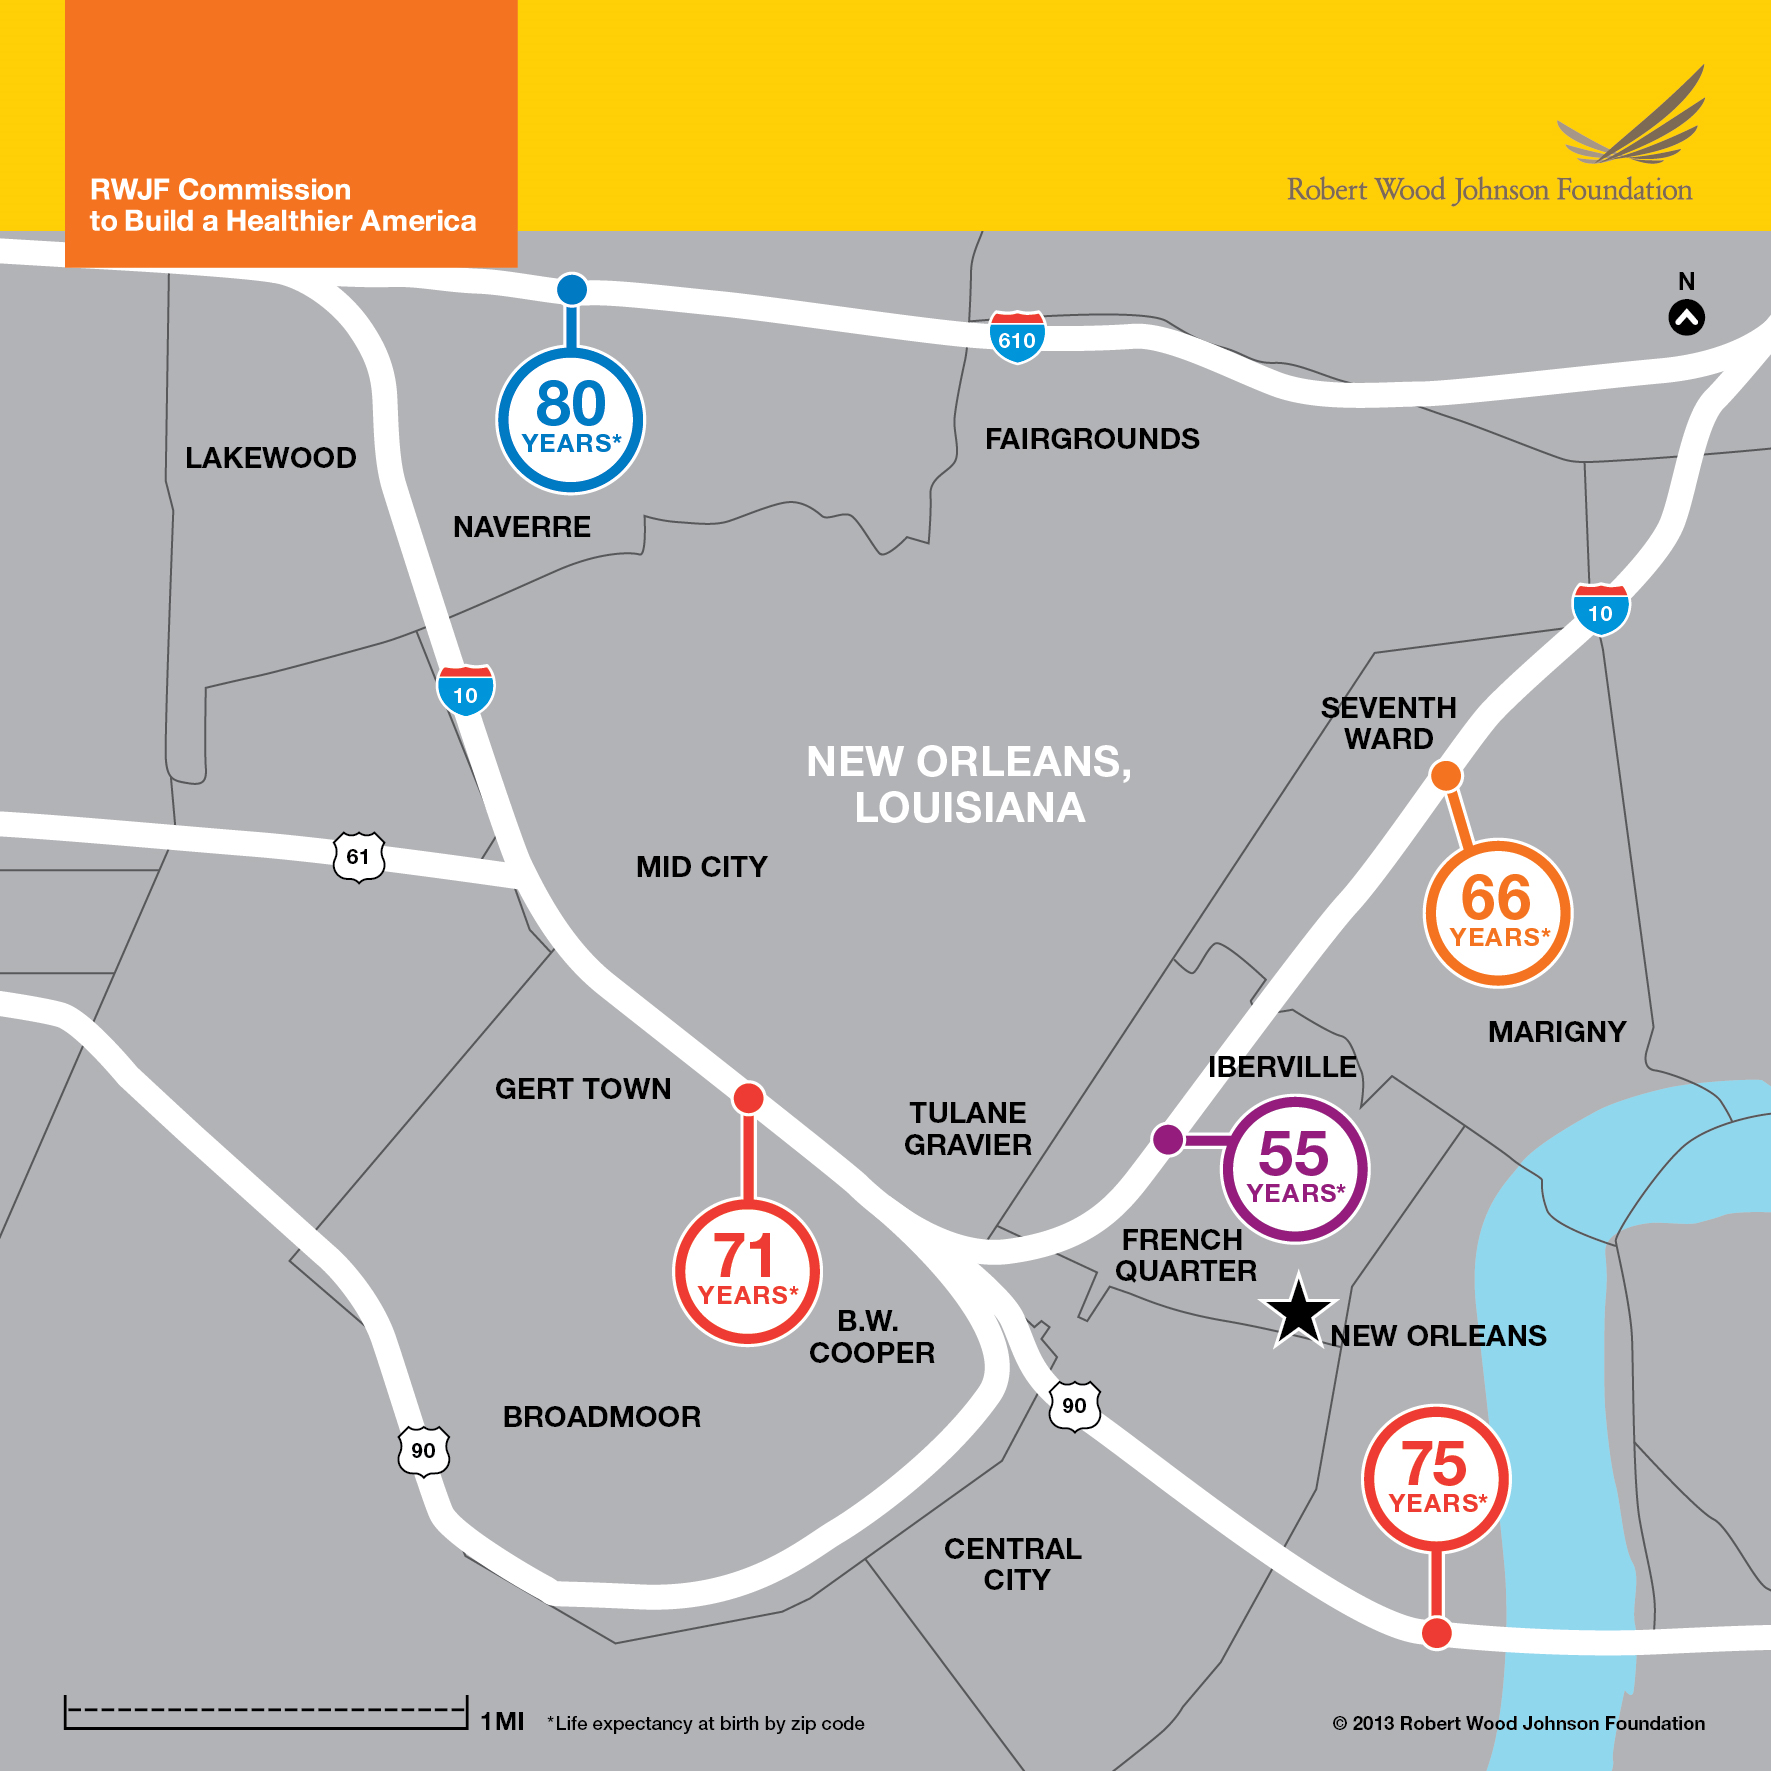 RWJF Commission
to Build a Healthier America
Robert Wood Johnson Foundation
N
610
80
YEARS*
FAIRGROUNDS
LAKEWOOD
NAVERRE
10
10
SEVENTH
WARD
NEW ORLEANS,
LOUISIANA
61
MID CITY
66
YEARS*
MARIGNY
IBERVILLE
GERT TOWN
TULANE
GRAVIER
55
YEARS*
FRENCH
QUARTER
71
YEARS*
B.W.
COOPER
NEW ORLEANS
90
BROADMOOR
90
75
YEARS*
CENTRAL
CITY
1MI
*Life expectancy at birth by zip code
© 2013 Robert Wood Johnson Foundation